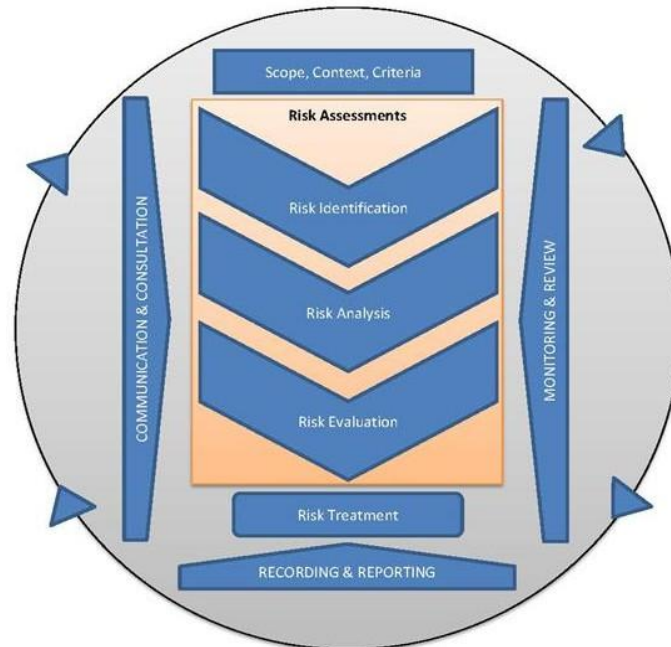 Scope, Context, Criteria
Risk Assessments
Risk Identification
Risk Analysis
Risk Evaluation
COMMUNICATION & CONSULTATION
MONITORING & REVIEW
Risk Treatment
RECORDING & REPORTING